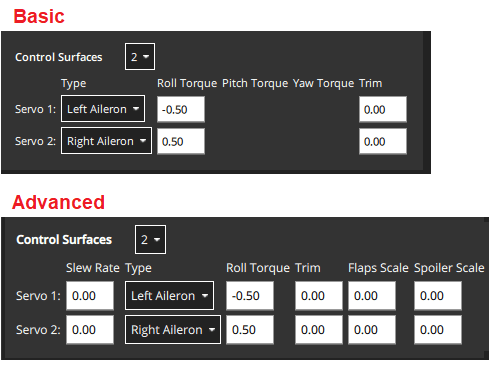 Basic
Control Surfaces 2
Type Roll Torque Pitch Torque Yaw Torque Trim
Servo 1: Left Aileron -0.50 0.00
Servo 2: Right Aileron 0.50 0.00
Advanced
Control Surfaces 2
Slew Rate Type Roll Torque Trim Flaps Scale Spoiler Scale
Servo 1: 0.00 Left Aileron -0.50 0.00 0.00 0.00
Servo 2: 0.00 Right Aileron 0.50 0.00 0.00 0.00